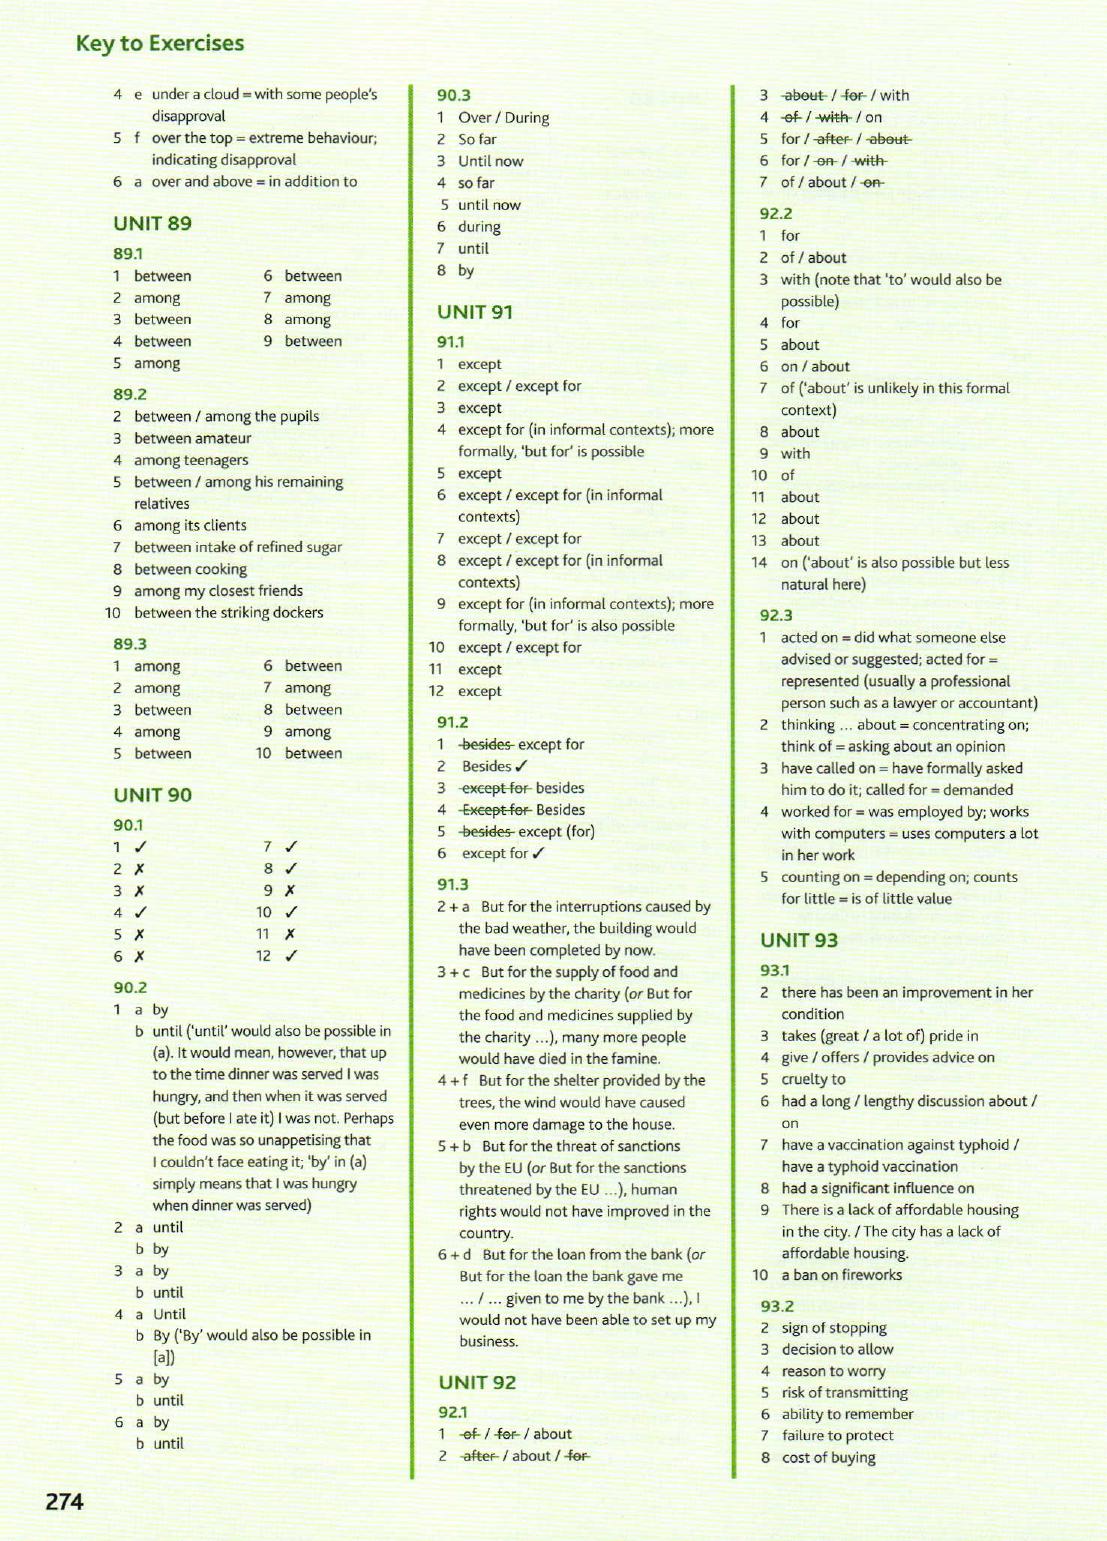 Key to Exercises
4 e under a cloud = with some people's
disapproval
5 f over the top = extreme behaviour;
indicating disapproval
6 a over and above = in addition to
UNIT 89
89.1
1 between 6 between
2 among 7 among
3 between 8 among
4 between 9 between
5 among
89.2
2 between / among the pupils
3 between amateur
4 among teenagers
5 between / among his remaining
relatives
6 among its clients
7 between intake of refined sugar
8 between cooking
9 among my closest friends
10 between the striking dockers
89.3
1 among 6 between
2 among 7 among
3 between 8 between
4 among 9 among
5 between 10 between
UNIT 90
90.1
1 ✓ 7 ✓
2 ✗ 8 ✓
3 ✗ 9 ✗
4 ✓ 10 ✓
5 ✗ 11 ✗
6 ✗ 12 ✓
90.2
1 a by
b until ('until' would also be possible in
(a). It would mean, however, that up
to the time dinner was served I was
hungry, and then when it was served
(but before I ate it) I was not. Perhaps
the food was so unappetising that
I couldn't face eating it; 'by' in (a)
simply means that I was hungry
when dinner was served)
2 a until
b by
3 a by
b until
4 a Until
b By ('By' would also be possible in
[a])
5 a by
b until
6 a by
b until
90.3
1 Over / During
2 So far
3 Until now
4 so far
5 until now
6 during
7 until
8 by
UNIT 91
91.1
1 except
2 except / except for
3 except
4 except for (in informal contexts); more
formally, 'but for' is possible
5 except
6 except / except for (in informal
contexts)
7 except / except for
8 except / except for (in informal
contexts)
9 except for (in informal contexts); more
formally, 'but for' is also possible
10 except / except for
11 except
12 except
91.2
1 besides except for
2 Besides ✓
3 except for besides
4 Except for Besides
5 besides except (for)
6 except for ✓
91.3
2 + a But for the interruptions caused by
the bad weather, the building would
have been completed by now.
3 + c But for the supply of food and
medicines by the charity (or But for
the food and medicines supplied by
the charity ...), many more people
would have died in the famine.
4 + f But for the shelter provided by the
trees, the wind would have caused
even more damage to the house.
5 + b But for the threat of sanctions
by the EU (or But for the sanctions
threatened by the EU ...), human
rights would not have improved in the
country.
6 + d But for the loan from the bank (or
But for the loan the bank gave me
... / ... given to me by the bank ...), I
would not have been able to set up my
business.
UNIT 92
92.1
1 of / for / about
2 after / about / for
3 about / for / with
4 of / with / on
5 for / after / about
6 for / on / with
7 of / about / on
92.2
1 for
2 of / about
3 with (note that 'to' would also be
possible)
4 for
5 about
6 on / about
7 of ('about' is unlikely in this formal
context)
8 about
9 with
10 of
11 about
12 about
13 about
14 on ('about' is also possible but less
natural here)
92.3
1 acted on = did what someone else
advised or suggested; acted for =
represented (usually a professional
person such as a lawyer or accountant)
2 thinking ... about = concentrating on;
think of = asking about an opinion
3 have called on = have formally asked
him to do it; called for = demanded
4 worked for = was employed by; works
with computers = uses computers a lot
in her work
5 counting on = depending on; counts
for little = is of little value
UNIT 93
93.1
2 there has been an improvement in her
condition
3 takes (great / a lot of) pride in
4 give / offers / provides advice on
5 cruelty to
6 had a long / lengthy discussion about /
on
7 have a vaccination against typhoid /
have a typhoid vaccination
8 had a significant influence on
9 There is a lack of affordable housing
in the city. / The city has a lack of
affordable housing.
10 a ban on fireworks
93.2
2 sign of stopping
3 decision to allow
4 reason to worry
5 risk of transmitting
6 ability to remember
7 failure to protect
8 cost of buying
274